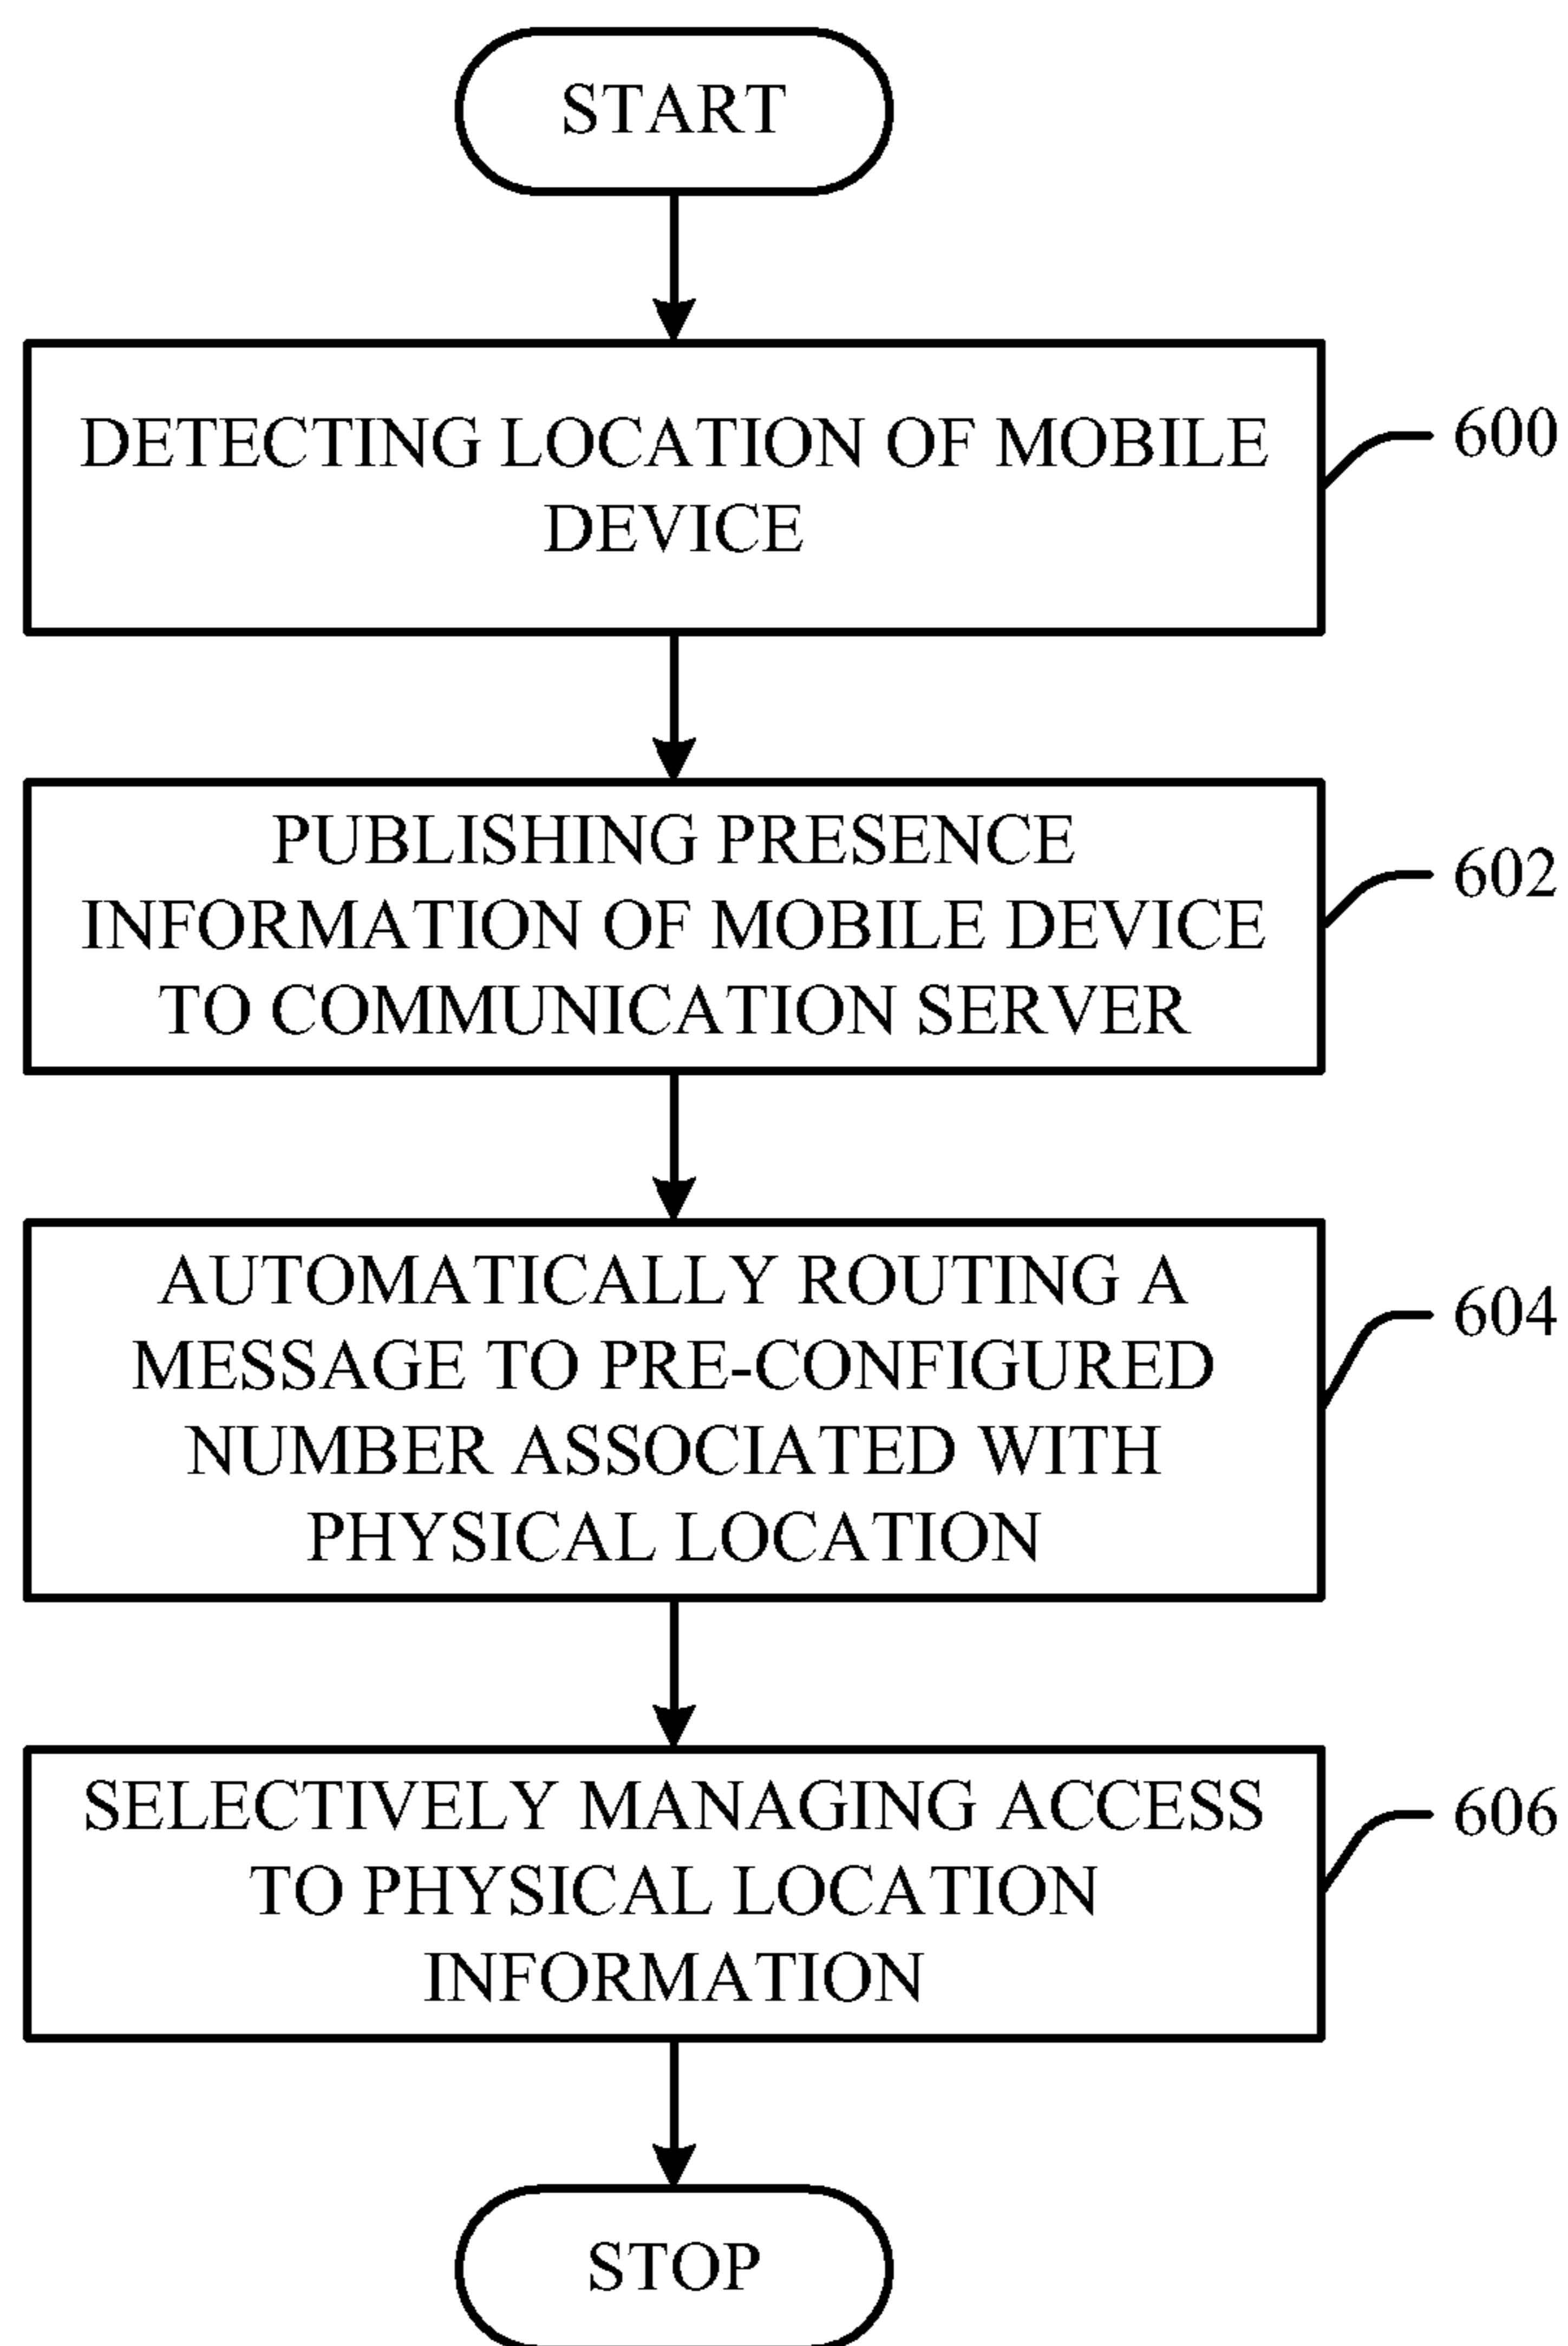 START
DETECTING LOCATION OF MOBILE
DEVICE
600
PUBLISHING PRESENCE
INFORMATION OF MOBILE DEVICE
TO COMMUNICATION SERVER
602
AUTOMATICALLY ROUTING A
MESSAGE TO PRE-CONFIGURED
NUMBER ASSOCIATED WITH
PHYSICAL LOCATION
604
SELECTIVELY MANAGING ACCESS
TO PHYSICAL LOCATION
INFORMATION
606
STOP